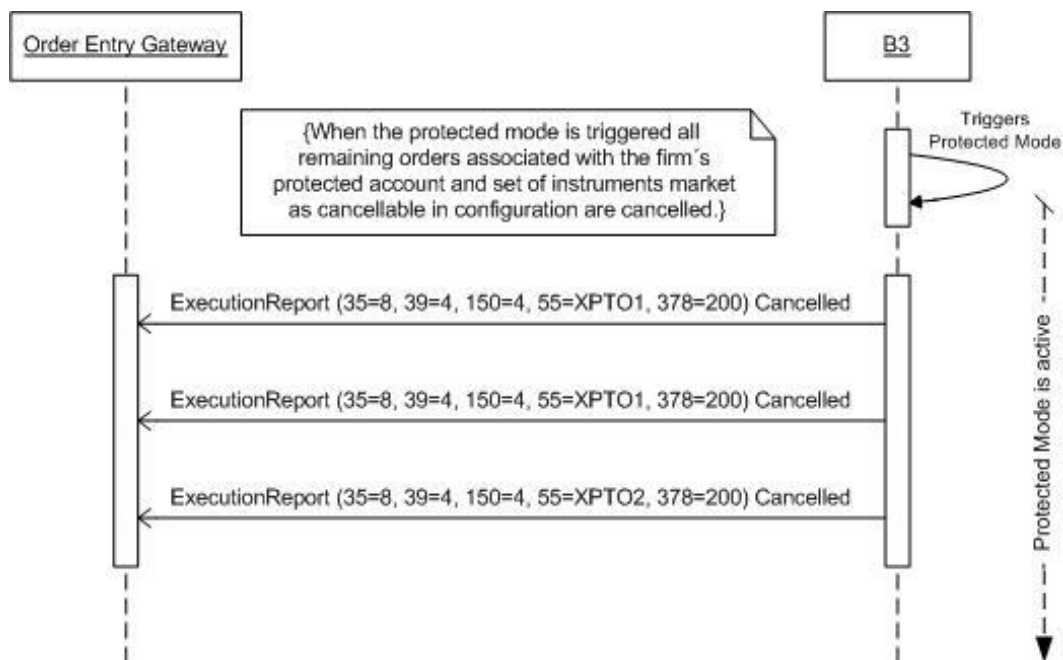 Order Entry Gateway
B3
{When the protected mode is triggered all
remaining orders associated with the firm´s
protected account and set of instruments market
as cancellable in configuration are cancelled.}
Triggers
Protected Mode
ExecutionReport (35=8, 39=4, 150=4, 55=XPTO1, 378=200) Cancelled
ExecutionReport (35=8, 39=4, 150=4, 55=XPTO1, 378=200) Cancelled
ExecutionReport (35=8, 39=4, 150=4, 55=XPTO2, 378=200) Cancelled
Protected Mode is active